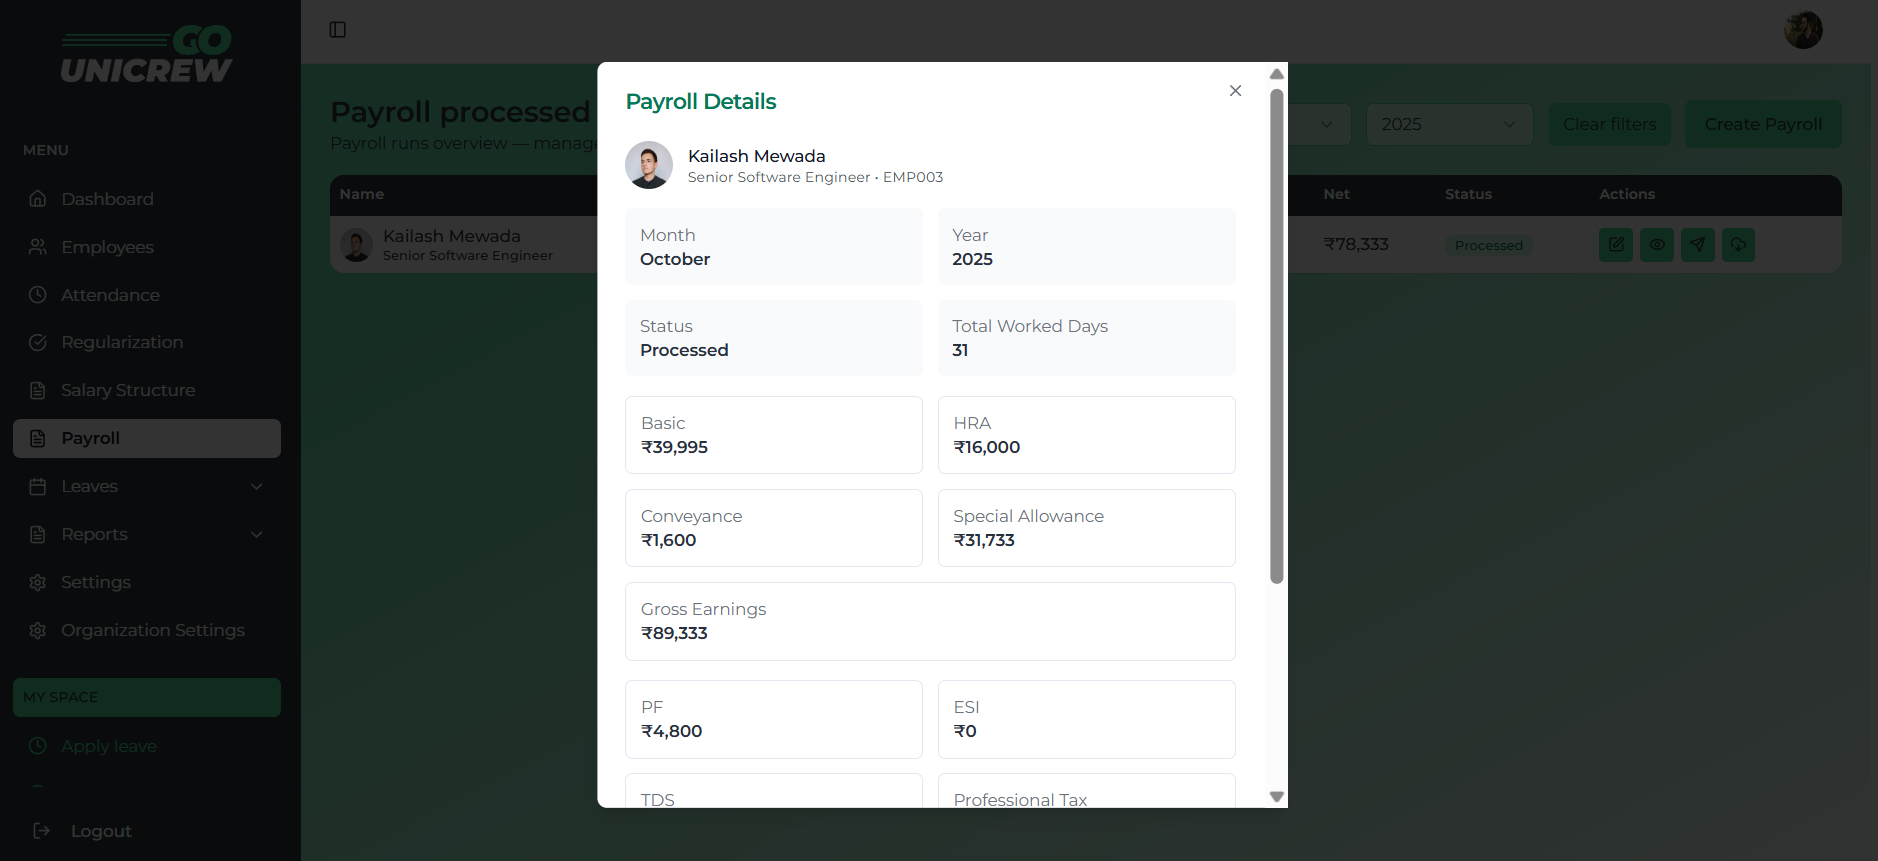 GO
UNICREW
MENU
Dashboard
Employees
Attendance
Regularization
Salary Structure
Payroll
Leaves
Reports
Settings
Organization Settings
MY SPACE
Apply leave
Logout
Payroll processed
Payroll runs overview — manage
2025
Clear filters
Create Payroll
Name
Net
Status
Actions
Kailash Mewada
Senior Software Engineer
₹78,333
Processed
Payroll Details
Kailash Mewada
Senior Software Engineer • EMP003
Month
October
Year
2025
Status
Processed
Total Worked Days
31
Basic
₹39,995
HRA
₹16,000
Conveyance
₹1,600
Special Allowance
₹31,733
Gross Earnings
₹89,333
PF
₹4,800
ESI
₹0
TDS
Professional Tax